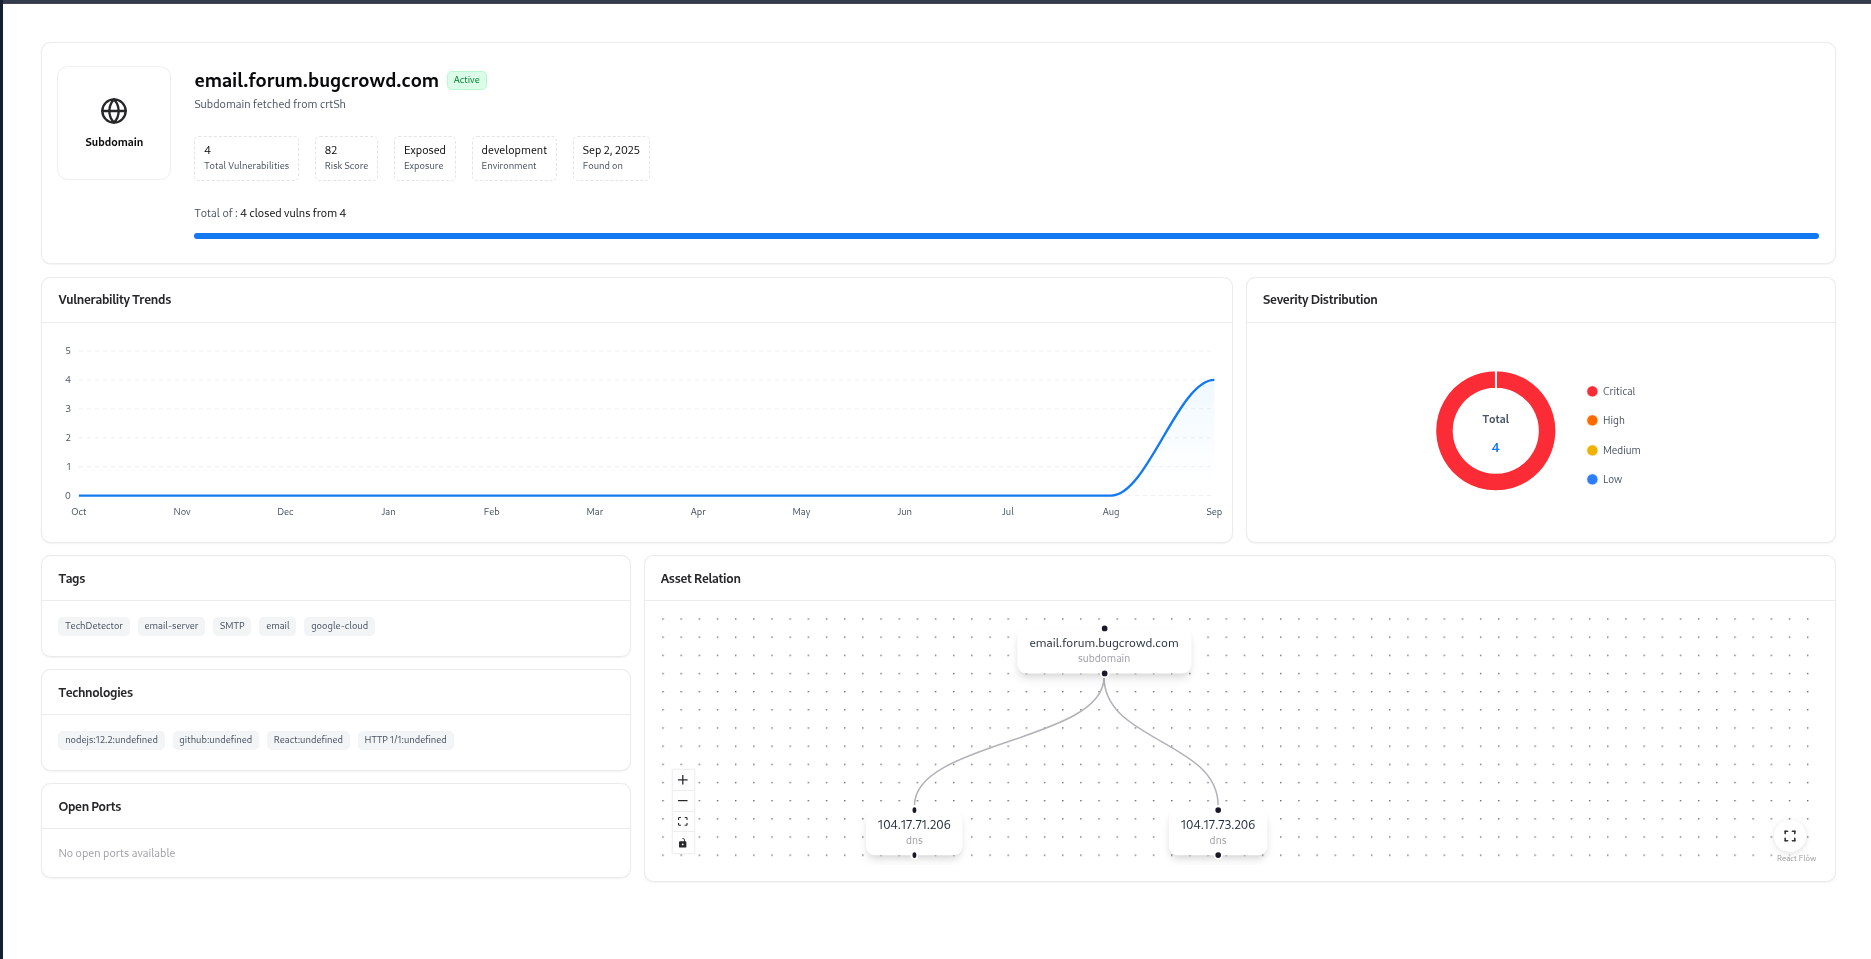 email.forum.bugcrowd.com Active
Subdomain fetched from crtSh
Subdomain
4
Total Vulnerabilities
82
Risk Score
Exposed
Exposure
development
Environment
Sep 2, 2025
Found on
Total of : 4 closed vulns from 4
Vulnerability Trends
5
4
3
2
1
0
Oct Nov Dec Jan Feb Mar Apr May Jun Jul Aug Sep
Severity Distribution
Total
4
Critical
High
Medium
Low
Tags
TechDetector email-server SMTP email google-cloud
Technologies
nodejs:12.2:undefined github:undefined React:undefined HTTP 1/1:undefined
Open Ports
No open ports available
Asset Relation
email.forum.bugcrowd.com
subdomain
104.17.71.206
dns
104.17.73.206
dns
React Flow